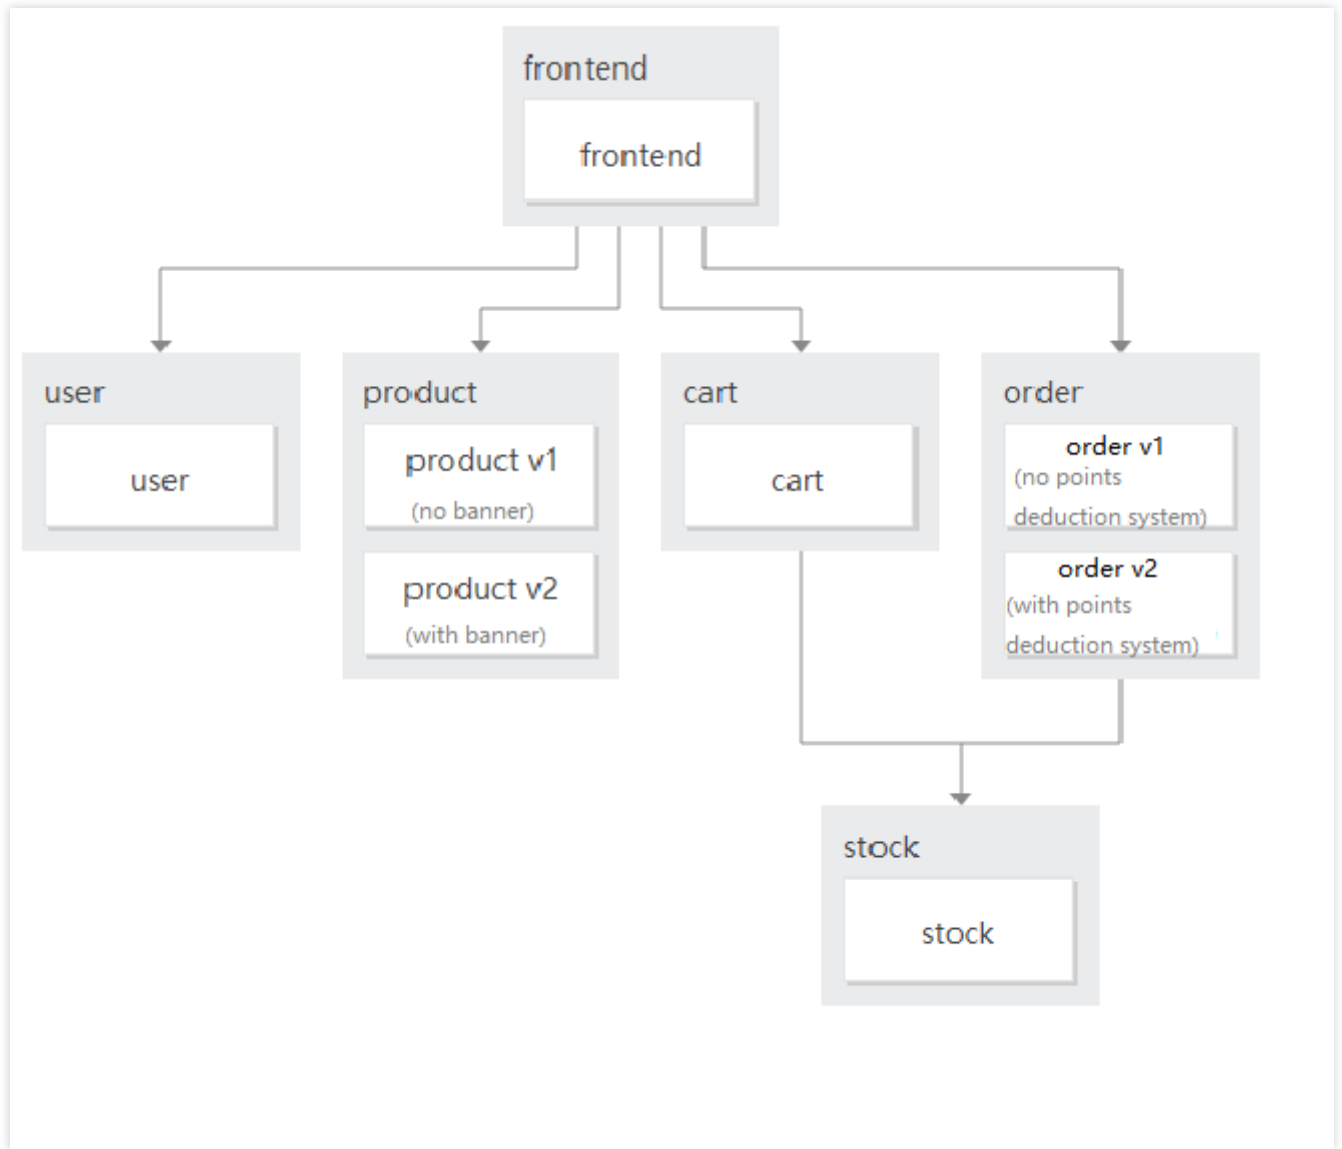 frontend
frontend
user
user
product
product v1
(no banner)
product v2
(with banner)
cart
cart
order
order v1
(no points
deduction system)
order v2
(with points
deduction system)
stock
stock